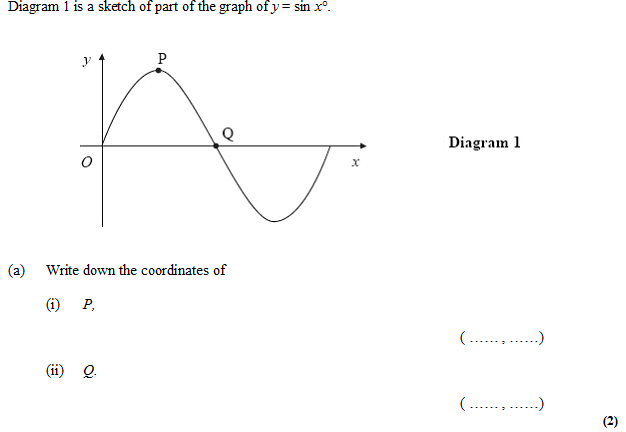 Diagram 1 is a sketch of part of the graph of y = sin x°.
y
P
Q
O
x
Diagram 1
(a) Write down the coordinates of
(i) P,
( ...... , ...... )
(ii) Q.
( ...... , ...... )
(2)